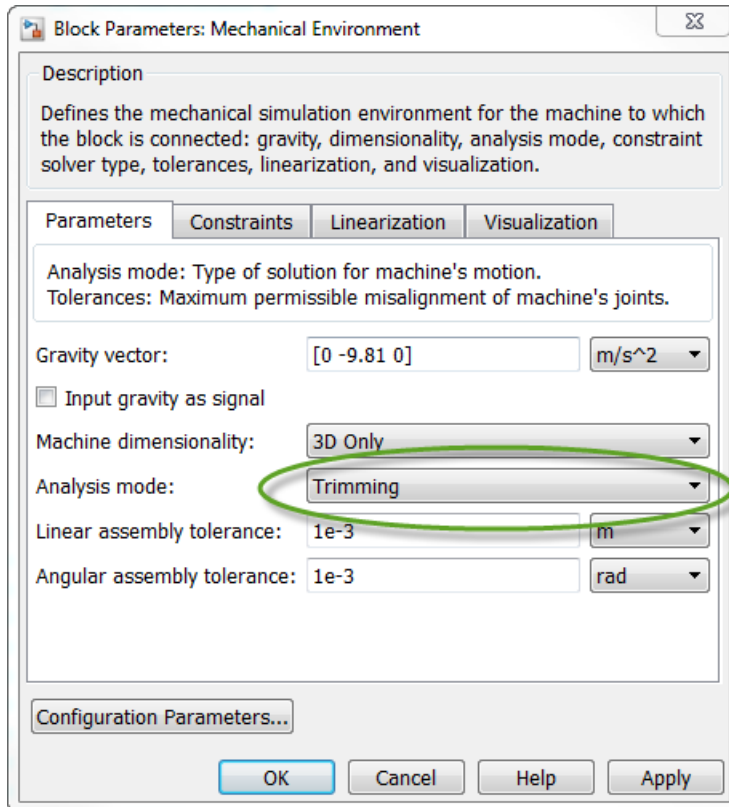 Block Parameters: Mechanical Environment
Description
Defines the mechanical simulation environment for the machine to which
the block is connected: gravity, dimensionality, analysis mode, constraint
solver type, tolerances, linearization, and visualization.
Parameters Constraints Linearization Visualization
Analysis mode: Type of solution for machine's motion.
Tolerances: Maximum permissible misalignment of machine's joints.
Gravity vector: [0 -9.81 0] m/s^2
Input gravity as signal
Machine dimensionality: 3D Only
Analysis mode: Trimming
Linear assembly tolerance: 1e-3 m
Angular assembly tolerance: 1e-3 rad
Configuration Parameters...
OK Cancel Help Apply